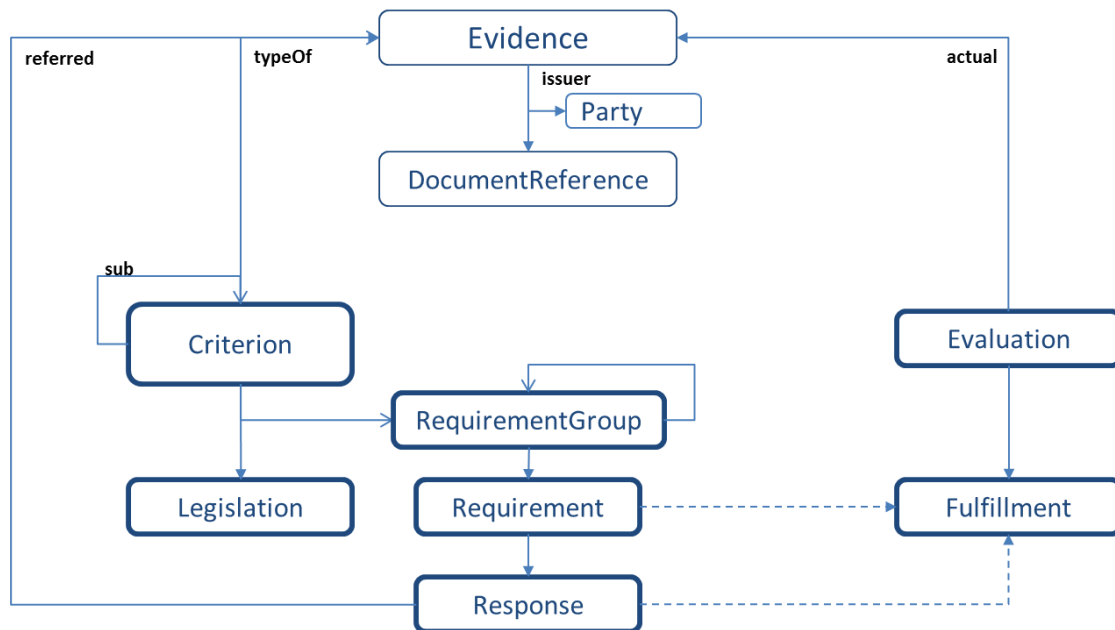 Evidence
referred
typeOf
actual
issuer
Party
DocumentReference
sub
Criterion
Evaluation
RequirementGroup
Legislation
Requirement
Fulfillment
Response